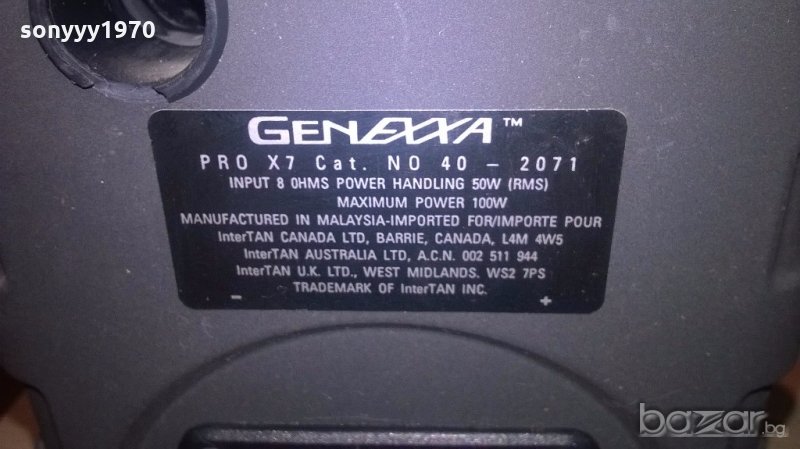 sonyyy1970
GENEXXA™
PRO X7 Cat. NO 40 - 2071
INPUT 8 OHMS POWER HANDLING 50W (RMS)
MAXIMUM POWER 100W
MANUFACTURED IN MALAYSIA-IMPORTED FOR/IMPORTE POUR
InterTAN CANADA LTD, BARRIE, CANADA, L4M 4W5
InterTAN AUSTRALIA LTD, A.C.N. 002 511 944
InterTAN U.K. LTD., WEST MIDLANDS. WS2 7PS
TRADEMARK OF InterTAN INC.
- +
bazar.bg